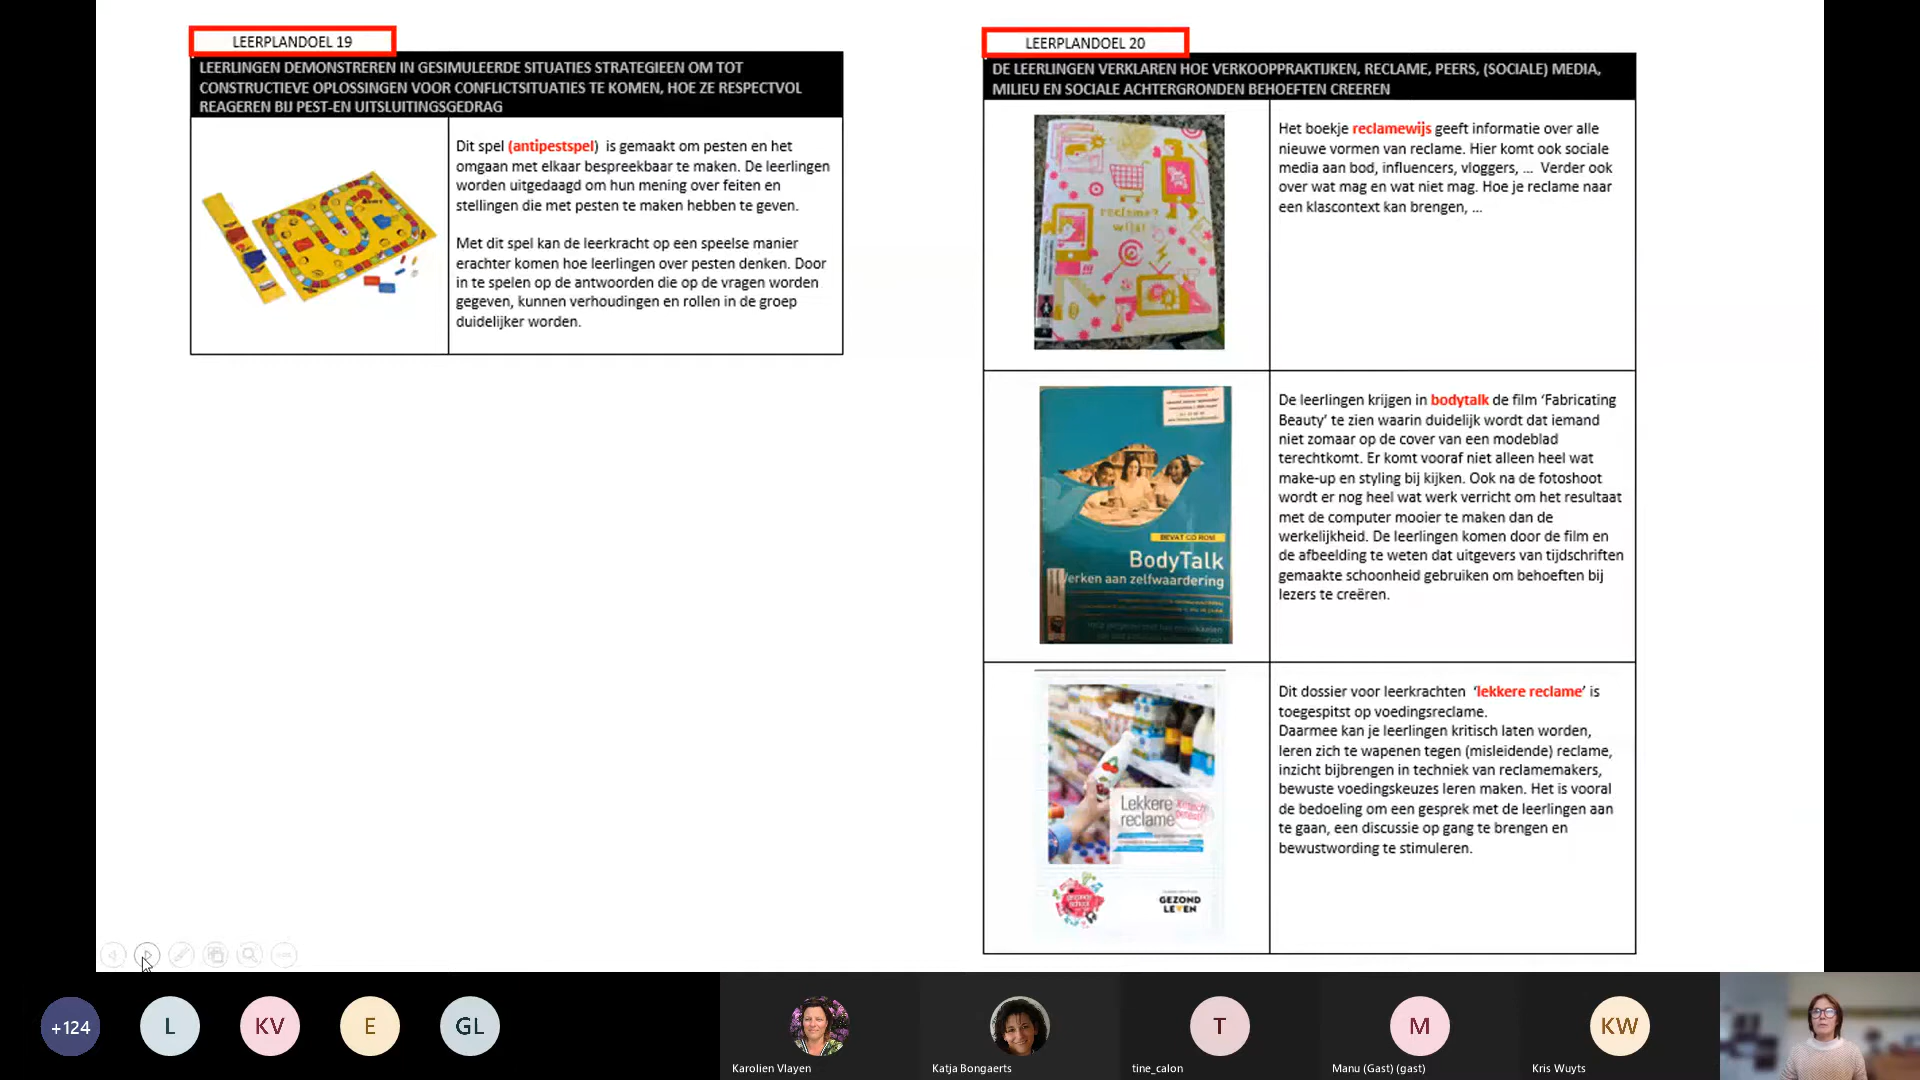 LEERPLANDOEL 19
LEERLINGEN DEMONSTREREN IN GESIMULEERDE SITUATIES STRATEGIEEN OM TOT
CONSTRUCTIEVE OPLOSSINGEN VOOR CONFLICTSITUATIES TE KOMEN, HOE ZE RESPECTVOL
REAGEREN BIJ PEST-EN UITSLUITINGSGEDRAG
Dit spel (antipestspel) is gemaakt om pesten en het
omgaan met elkaar bespreekbaar te maken. De leerlingen
worden uitgedaagd om hun mening over feiten en
stellingen die met pesten te maken hebben te geven.
Met dit spel kan de leerkracht op een speelse manier
erachter komen hoe leerlingen over pesten denken. Door
in te spelen op de antwoorden die op de vragen worden
gegeven, kunnen verhoudingen en rollen in de groep
duidelijker worden.
LEERPLANDOEL 20
DE LEERLINGEN VERKLAREN HOE VERKOOPPRAKTIJKEN, RECLAME, PEERS, (SOCIALE) MEDIA,
MILIEU EN SOCIALE ACHTERGRONDEN BEHOEFTEN CREEREN
reclame?
wijs!
Het boekje reclamewijs geeft informatie over alle
nieuwe vormen van reclame. Hier komt ook sociale
media aan bod, influencers, vloggers, ... Verder ook
over wat mag en wat niet mag. Hoe je reclame naar
een klascontext kan brengen, ...
BEVAT CD ROM
BodyTalk
Werken aan zelfwaardering
De leerlingen krijgen in bodytalk de film ‘Fabricating
Beauty’ te zien waarin duidelijk wordt dat iemand
niet zomaar op de cover van een modeblad
terechtkomt. Er komt vooraf niet alleen heel wat
make-up en styling bij kijken. Ook na de fotoshoot
wordt er nog heel wat werk verricht om het resultaat
met de computer mooier te maken dan de
werkelijkheid. De leerlingen komen door de film en
de afbeelding te weten dat uitgevers van tijdschriften
gemaakte schoonheid gebruiken om behoeften bij
lezers te creëren.
Lekkere
reclame
GEZOND
LEVEN
Dit dossier voor leerkrachten ‘lekkere reclame’ is
toegespitst op voedingsreclame.
Daarmee kan je leerlingen kritisch laten worden,
leren zich te wapenen tegen (misleidende) reclame,
inzicht bijbrengen in techniek van reclamemakers,
bewuste voedingskeuzes leren maken. Het is vooral
de bedoeling om een gesprek met de leerlingen aan
te gaan, een discussie op gang te brengen en
bewustwording te stimuleren.
+124
L
KV
E
GL
T
M
KW
Karolien Vlayen
Katja Bongaerts
tine_calon
Manu (Gast) (gast)
Kris Wuyts